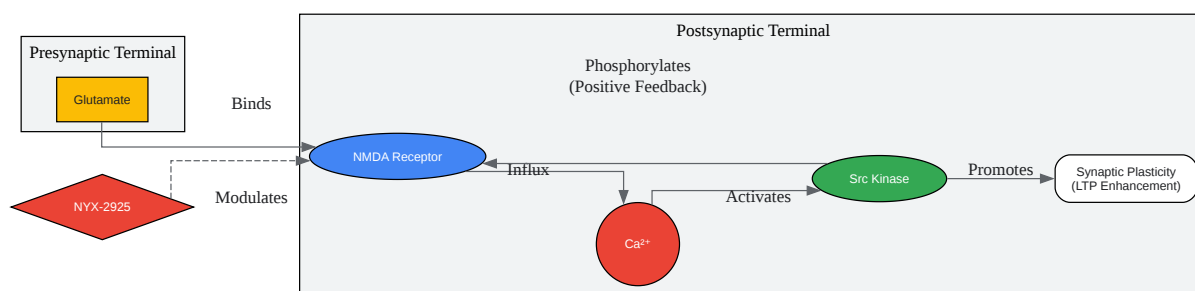 Postsynaptic Terminal
Presynaptic Terminal
Glutamate
Phosphorylates
(Positive Feedback)
Binds
NMDA Receptor
Influx
Src Kinase
Promotes
Synaptic Plasticity
(LTP Enhancement)
NYX-2925
Modulates
Activates
Ca²⁺